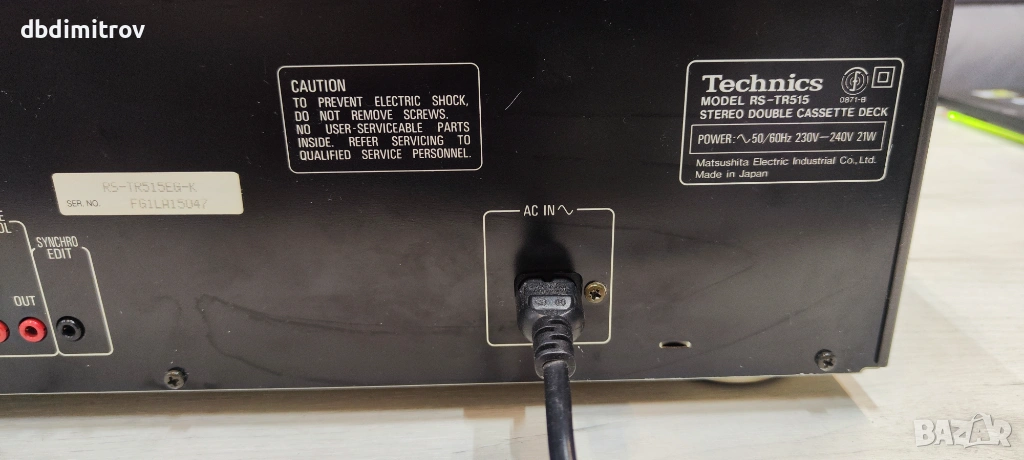 dbdimitrov
CAUTION
TO PREVENT ELECTRIC SHOCK,
DO NOT REMOVE SCREWS.
NO USER-SERVICEABLE PARTS
INSIDE. REFER SERVICING TO
QUALIFIED SERVICE PERSONNEL.
Technics
0871-B
MODEL RS-TR515
STEREO DOUBLE CASSETTE DECK
POWER: ∿50/60Hz 230V—240V 21W
Matsushita Electric Industrial Co., Ltd.
Made in Japan
RS-TR515EG-K
SER NO. FG1LA15047
AC IN∿
SYNCHRO
EDIT
OUT
BAZAR